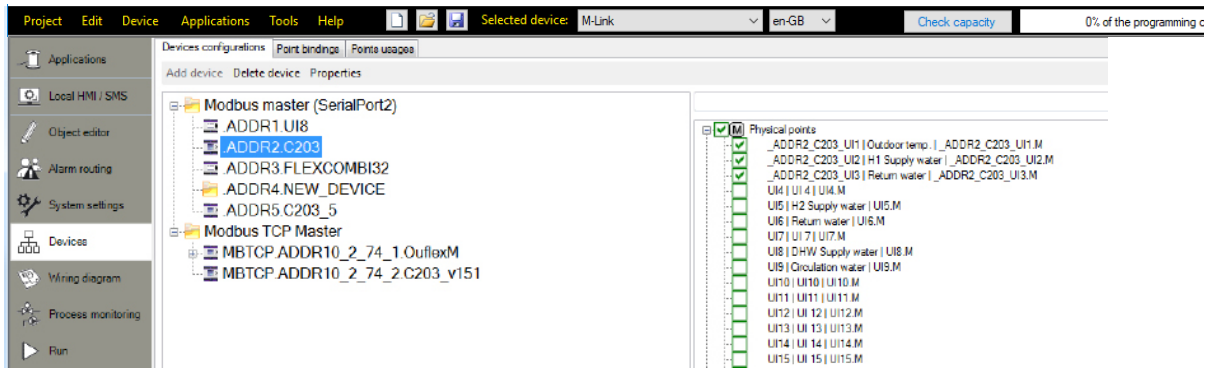 Project Edit Device Applications Tools Help Selected device: M-Link en-GB Check capacity 0% of the programming c
Applications
Local HMI / SMS
Object editor
Alarm routing
System settings
Devices
Wiring diagram
Process monitoring
Run
Devices configurations Point bindings Points usages
Add device Delete device Properties
Modbus master (SerialPort2)
.ADDR1.UI8
.ADDR2.C203
.ADDR3.FLEXCOMBI32
.ADDR4.NEW_DEVICE
.ADDR5.C203_5
Modbus TCP Master
MBTCP.ADDR10_2_74_1.OuflexM
MBTCP.ADDR10_2_74_2.C203_v151
M Physical points
_ADDR2_C203_UI1 | Outdoor temp. | _ADDR2_C203_UI1.M
_ADDR2_C203_UI2 | H1 Supply water | _ADDR2_C203_UI2.M
_ADDR2_C203_UI3 | Return water | _ADDR2_C203_UI3.M
UI4 | UI 4 | UI4.M
UI5 | H2 Supply water | UI5.M
UI6 | Return water | UI6.M
UI7 | UI 7 | UI7.M
UI8 | DHW Supply water | UI8.M
UI9 | Circulation water | UI9.M
UI10 | UI10 | UI10.M
UI11 | UI11 | UI11.M
UI12 | UI 12 | UI12.M
UI13 | UI 13 | UI13.M
UI14 | UI 14 | UI14.M
UI15 | UI 15 | UI15.M